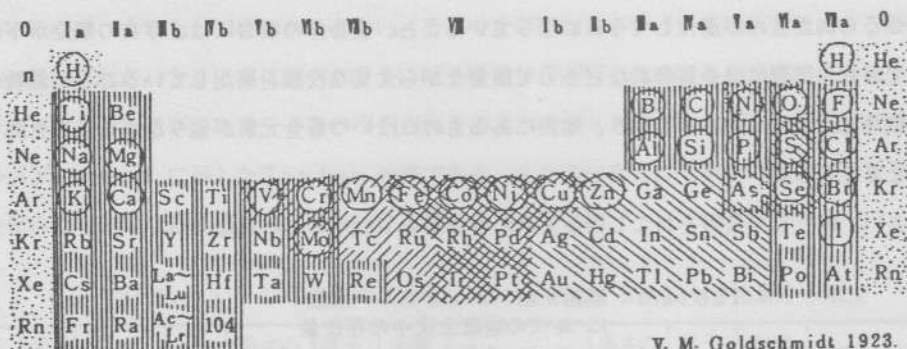 O Ia IIa IIIb IVb Vb VIb VIIb VIII Ib IIb IIIa IVa Va VIa VIIa O
H H He
He Li Be B C N O F Ne
Ne Na Mg Al Si P S Cl Ar
Ar K Ca Sc Ti V Cr Mn Fe Co Ni Cu Zn Ga Ge As Se Br Kr
Kr Rb Sr Y Zr Nb Mo Tc Ru Rh Pd Ag Cd In Sn Sb Te I Xe
Xe Cs Ba La~Lu Hf Ta W Re Os Ir Pt Au Hg Tl Pb Bi Po At Rn
Rn Fr Ra Ac~Lr 104
V. M. Goldschmidt 1923.